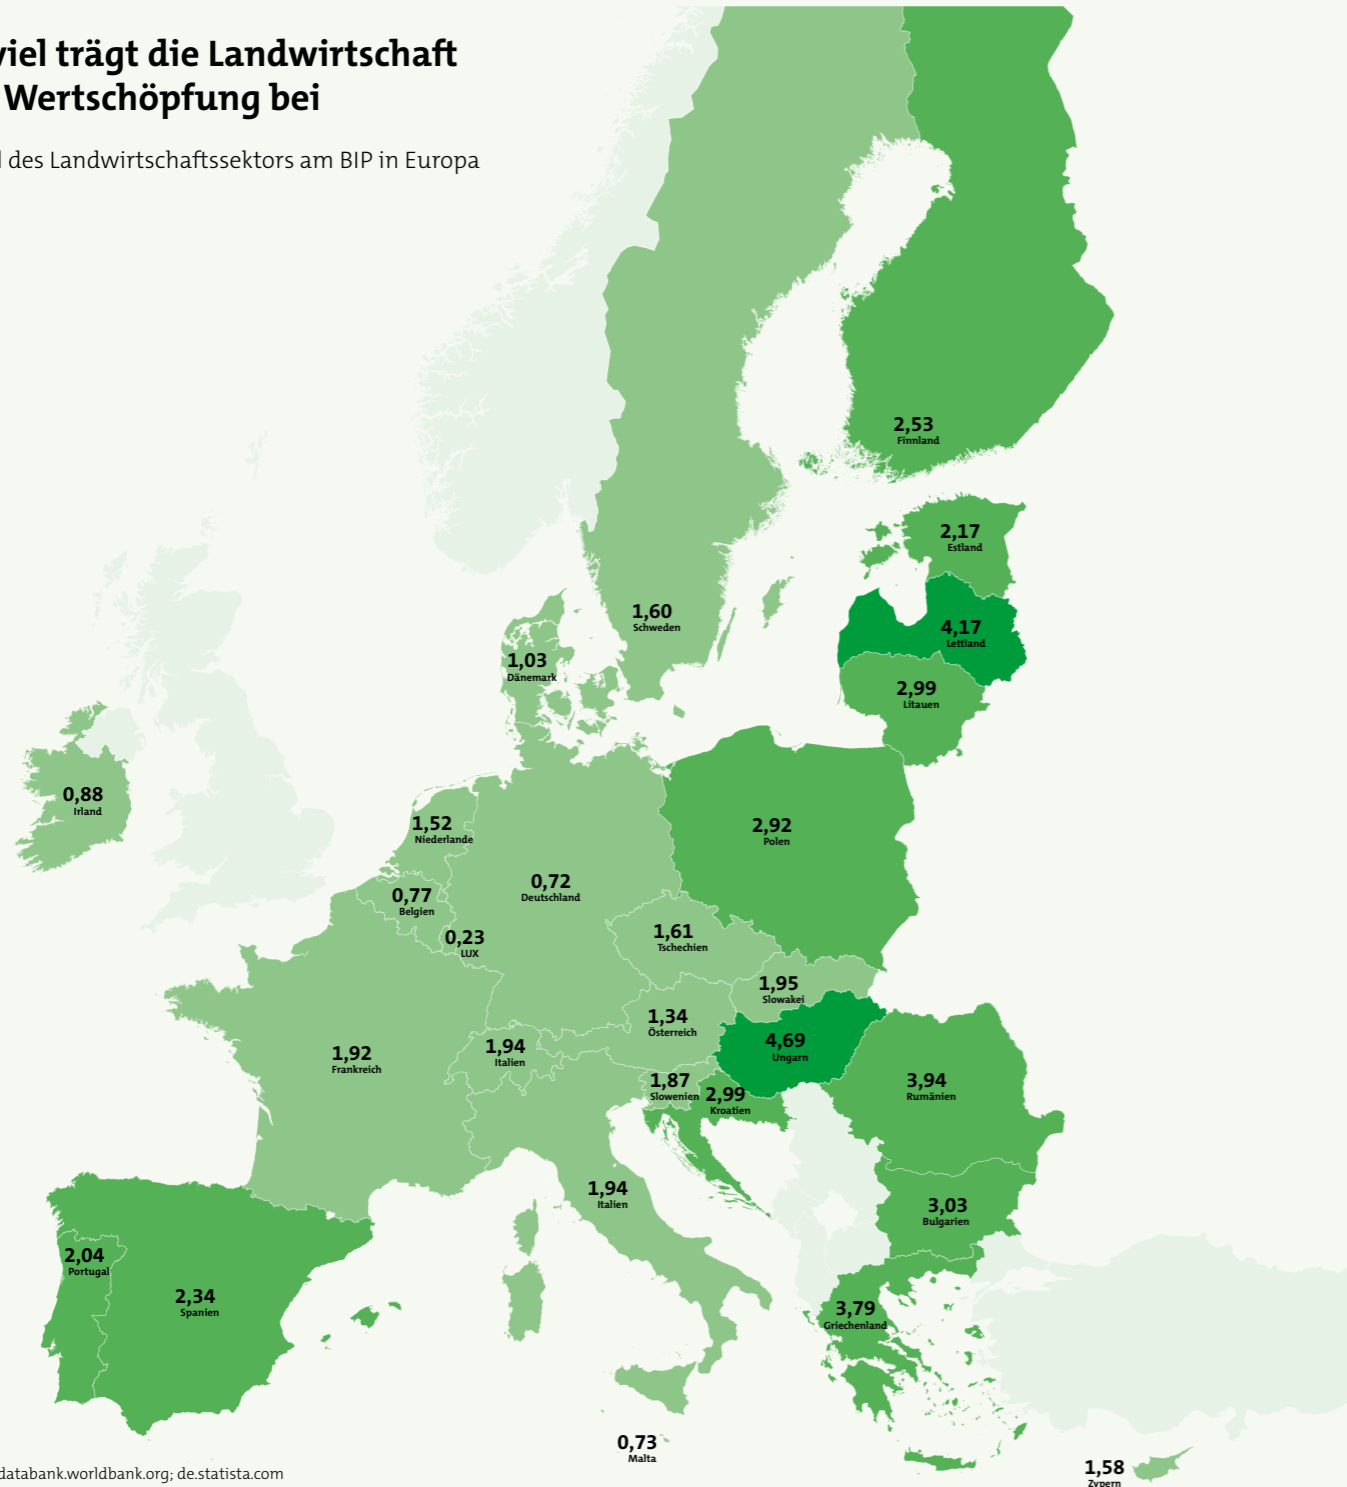 viel trägt die Landwirtschaft
Wertschöpfung bei
des Landwirtschaftssektors am BIP in Europa
2,53
Finnland
2,17
Estland
1,60
Schweden
4,17
Lettland
1,03
Dänemark
2,99
Litauen
0,88
Irland
1,52
Niederlande
2,92
Polen
0,72
Deutschland
0,77
Belgien
0,23
LUX
1,61
Tschechien
1,95
Slowakei
1,34
Österreich
4,69
Ungarn
1,92
Frankreich
1,94
Italien
1,87
Slowenien
2,99
Kroatien
3,94
Rumänien
1,94
Italien
3,03
Bulgarien
2,04
Portugal
2,34
Spanien
3,79
Griechenland
0,73
Malta
1,58
Zypern
databank.worldbank.org; de.statista.com